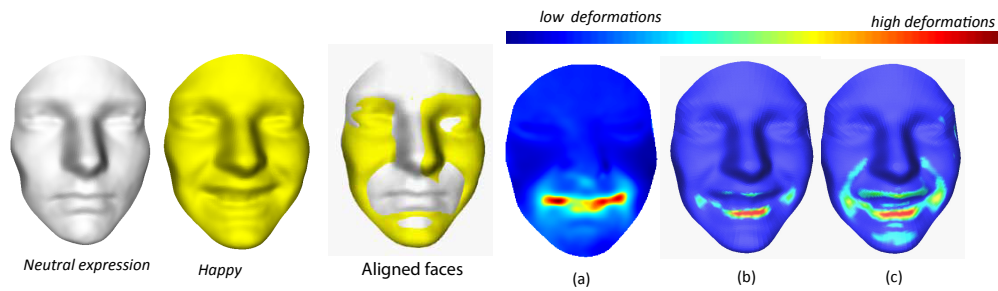 low deformations
high deformations
Neutral expression
Happy
Aligned faces
(a)
(b)
(c)